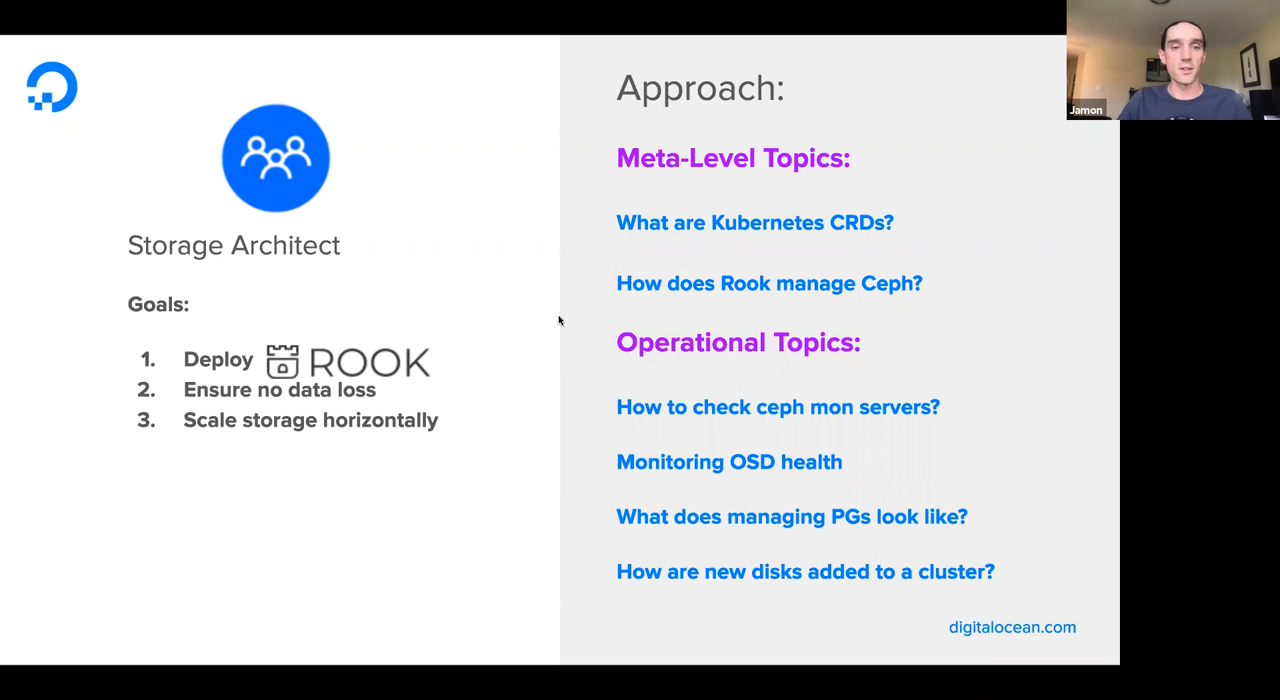 Storage Architect
Goals:
1. Deploy ROOK
2. Ensure no data loss
3. Scale storage horizontally
Approach:
Meta-Level Topics:
What are Kubernetes CRDs?
How does Rook manage Ceph?
Operational Topics:
How to check ceph mon servers?
Monitoring OSD health
What does managing PGs look like?
How are new disks added to a cluster?
digitalocean.com
Jamon